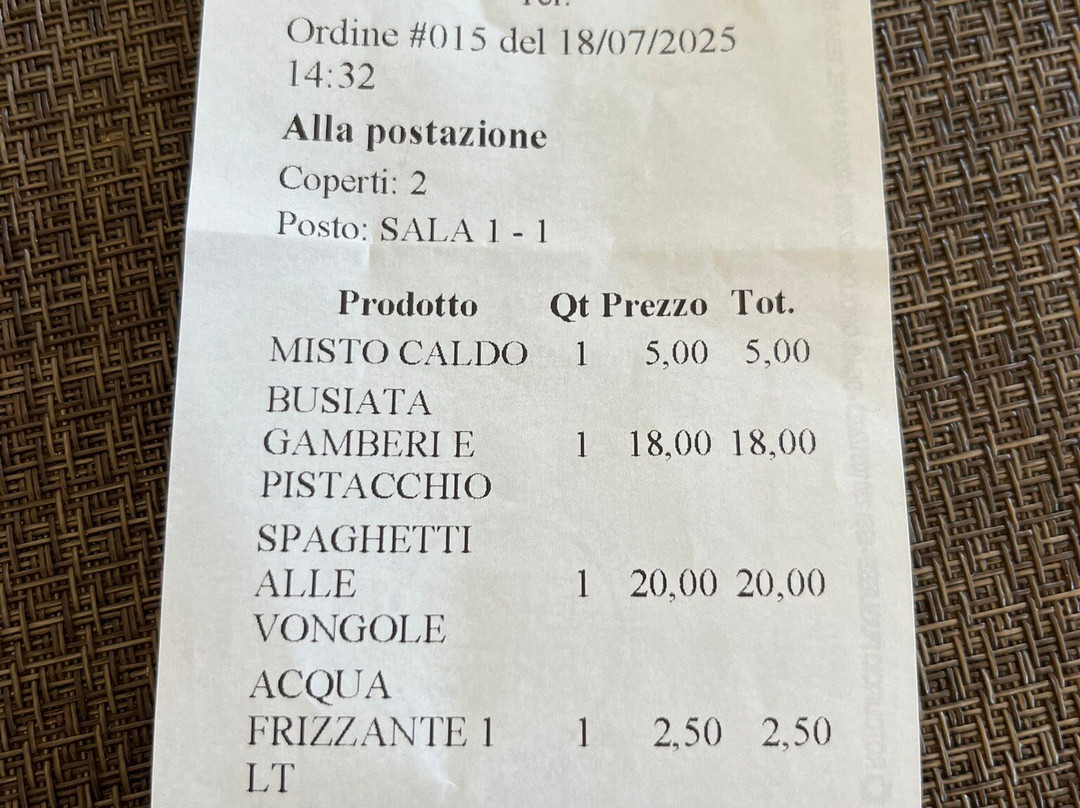 Ordine #015 del 18/07/2025
14:32
Alla postazione
Coperti: 2
Posto: SALA 1 - 1
Prodotto Qt Prezzo Tot.
MISTO CALDO 1 5,00 5,00
BUSIATA
GAMBERI E 1 18,00 18,00
PISTACCHIO
SPAGHETTI
ALLE 1 20,00 20,00
VONGOLE
ACQUA
FRIZZANTE 1 1 2,50 2,50
LT